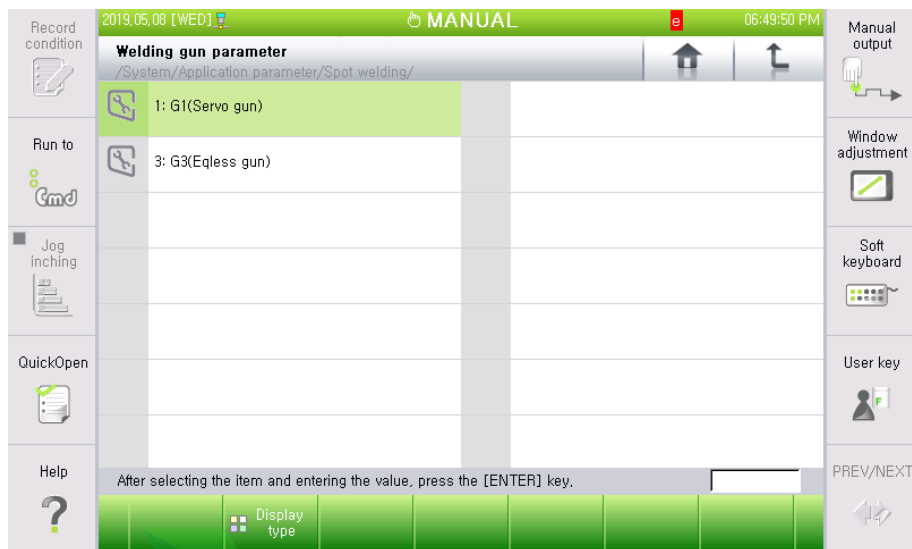 Record
condition
Run to
Cmd
Jog
inching
QuickOpen
Help
2019,05,08 [WED]
MANUAL
e
06:49:50 PM
Welding gun parameter
/System/Application parameter/Spot welding/
1: G1(Servo gun)
3: G3(Eqless gun)
After selecting the item and entering the value, press the [ENTER] key,
Display
type
Manual
output
Window
adjustment
Soft
keyboard
User key
F
PREV/NEXT